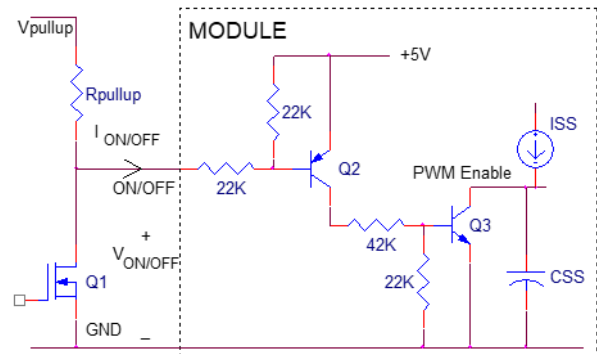 Vpullup
MODULE
+5V
Rpullup
22K
ISS
I ON/OFF
Q2
PWM Enable
ON/OFF
22K
Q3
+
42K
V ON/OFF
22K
CSS
Q1
GND
_